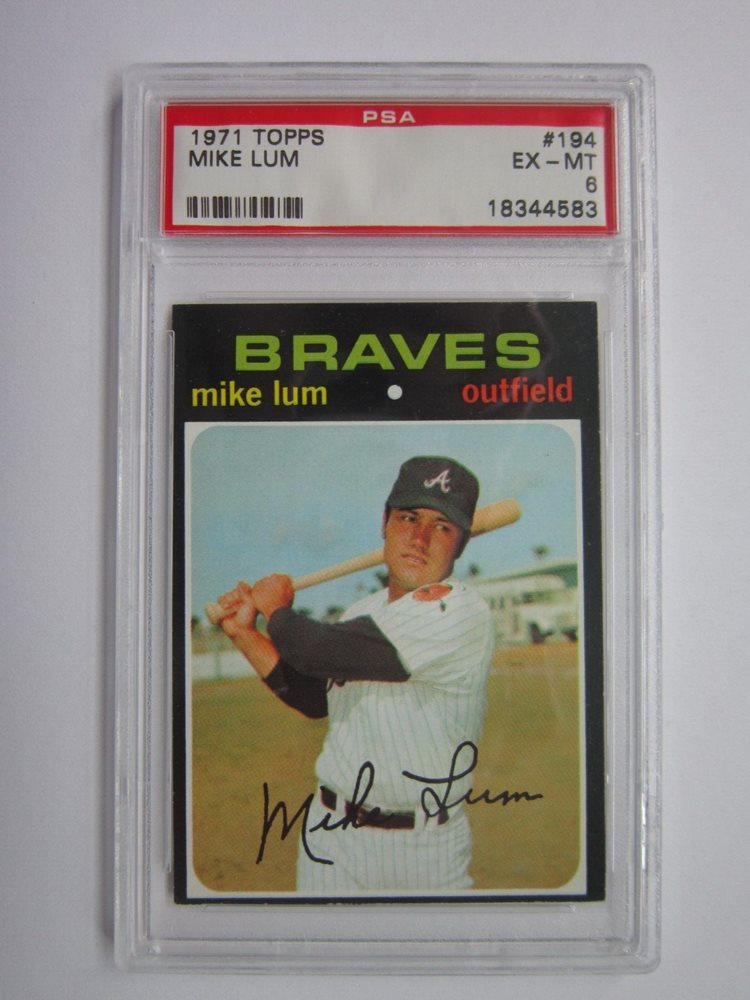 PSA
1971 TOPPS #194
MIKE LUM EX-MT
6
18344583
BRAVES
mike lum outfield
A
Mike Lum